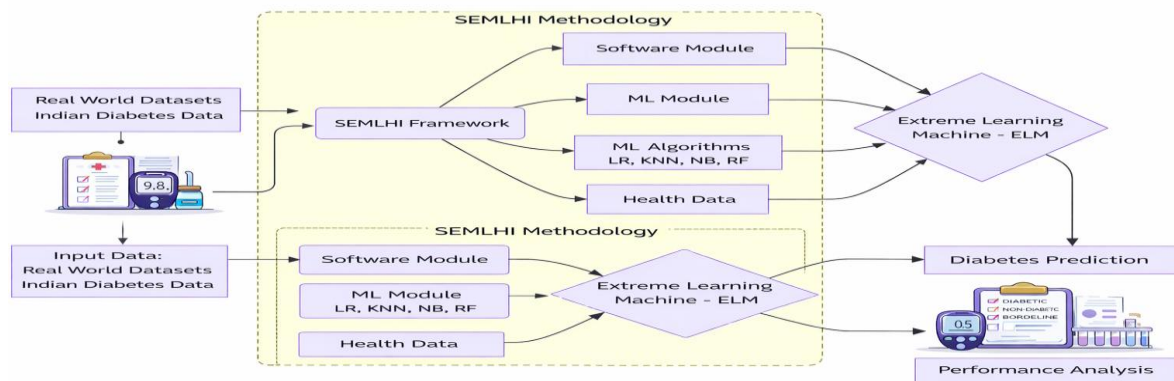 SEMLHI Methodology
Software Module
Real World Datasets
Indian Diabetes Data
ML Module
SEMLHI Framework
Extreme Learning
Machine - ELM
ML Algorithms
LR, KNN, NB, RF
9.8.
Health Data
SEMLHI Methodology
Input Data:
Real World Datasets
Indian Diabetes Data
Software Module
ML Module
LR, KNN, NB, RF
Health Data
Extreme Learning
Machine - ELM
Diabetes Prediction
DIABETIC
NON-DIABETIC
BORDELINE
05
Performance Analysis